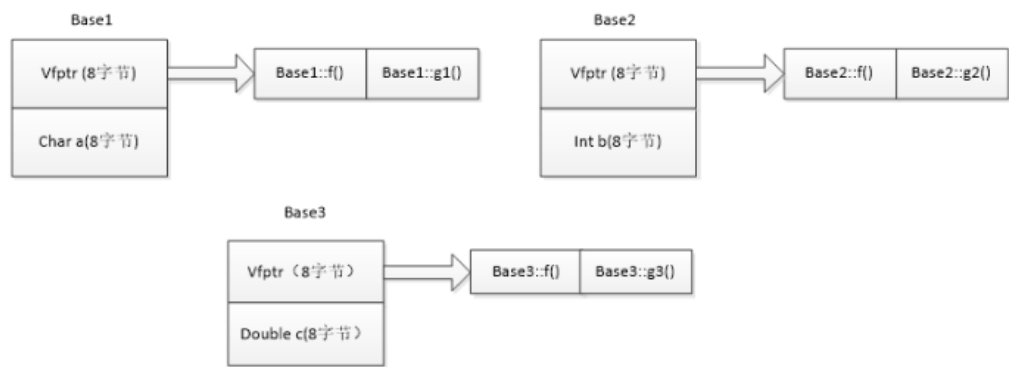 Base1
Base2
Vfptr (8字节)
Base1::f()
Base1::g1()
Vfptr (8字节)
Base2::f()
Base2::g2()
Char a(8字节)
Int b(8字节)
Base3
Vfptr（8字节）
Base3::f()
Base3::g3()
Double c(8字节）